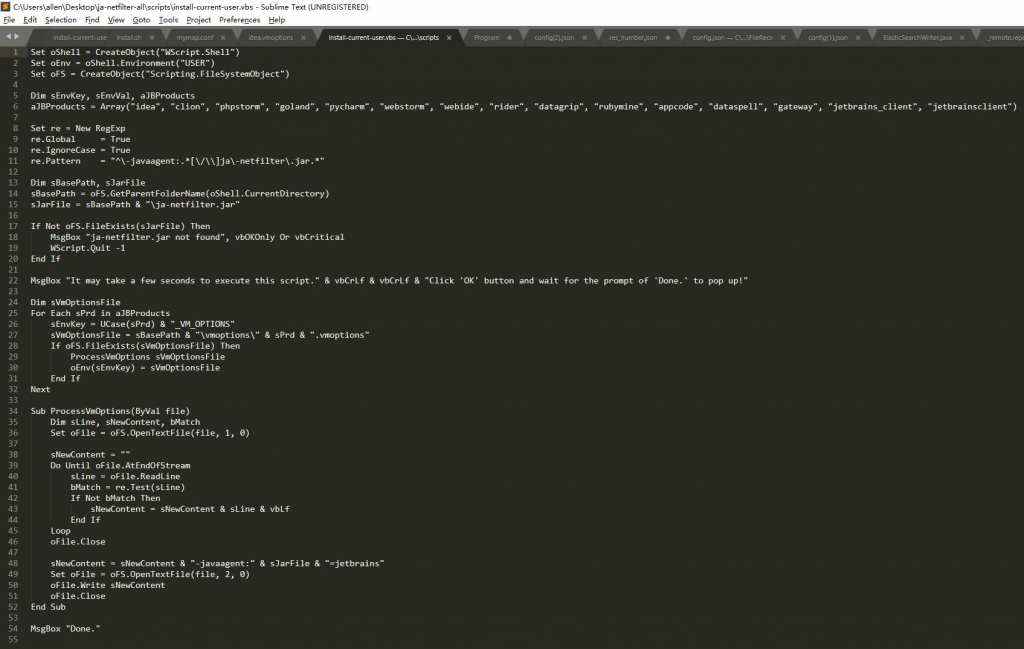 C:\Users\allen\Desktop\ja-netfilter-all\scripts\install-current-user.vbs - Sublime Text (UNREGISTERED)
File Edit Selection Find View Goto Tools Project Preferences Help
install-current-use install.sh mymap.conf idea.vmoptions install-current-user.vbs — C:\...\scripts Program config(2).json res_number.json config.json — C:\...\FileRecv config(1).json ElasticSearchWriter.java
1 Set oShell = CreateObject("WScript.Shell")
2 Set oEnv = oShell.Environment("USER")
3 Set oFS = CreateObject("Scripting.FileSystemObject")
4
5 Dim sEnvKey, sEnvVal, aJBProducts
6 aJBProducts = Array("idea", "clion", "phpstorm", "goland", "pycharm", "webstorm", "webide", "rider", "datagrip", "rubymine", "appcode", "dataspell", "gateway", "jetbrains_client", "jetbrainsclient")
7
8 Set re = New RegExp
9 re.Global     = True
10 re.IgnoreCase = True
11 re.Pattern    = "^\-javaagent:.*[\/\\]ja\-netfilter\.jar.*"
12
13 Dim sBasePath, sJarFile
14 sBasePath = oFS.GetParentFolderName(oShell.CurrentDirectory)
15 sJarFile = sBasePath & "\ja-netfilter.jar"
16
17 If Not oFS.FileExists(sJarFile) Then
18     MsgBox "ja-netfilter.jar not found", vbOKOnly Or vbCritical
19     WScript.Quit -1
20 End If
21
22 MsgBox "It may take a few seconds to execute this script." & vbCrLf & vbCrLf & "Click 'OK' button and wait for the prompt of 'Done.' to pop up!"
23
24 Dim sVmOptionsFile
25 For Each sPrd in aJBProducts
26     sEnvKey = UCase(sPrd) & "_VM_OPTIONS"
27     sVmOptionsFile = sBasePath & "\vmoptions\" & sPrd & ".vmoptions"
28     If oFS.FileExists(sVmOptionsFile) Then
29         ProcessVmOptions sVmOptionsFile
30         oEnv(sEnvKey) = sVmOptionsFile
31     End If
32 Next
33
34 Sub ProcessVmOptions(ByVal file)
35     Dim sLine, sNewContent, bMatch
36     Set oFile = oFS.OpenTextFile(file, 1, 0)
37
38     sNewContent = ""
39     Do Until oFile.AtEndOfStream
40         sLine = oFile.ReadLine
41         bMatch = re.Test(sLine)
42         If Not bMatch Then
43             sNewContent = sNewContent & sLine & vbLf
44         End If
45     Loop
46     oFile.Close
47
48     sNewContent = sNewContent & "-javaagent:" & sJarFile & "=jetbrains"
49     Set oFile = oFS.OpenTextFile(file, 2, 0)
50     oFile.Write sNewContent
51     oFile.Close
52 End Sub
53
54 MsgBox "Done."
55